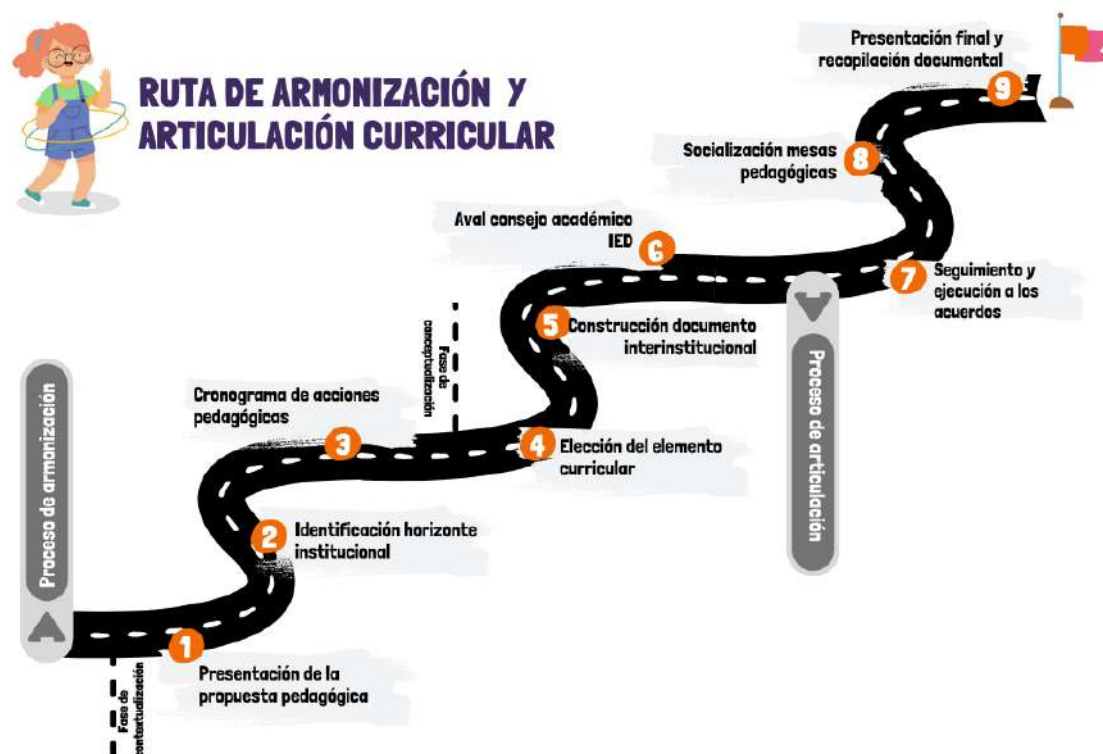 RUTA DE ARMONIZACIÓN Y
ARTICULACIÓN CURRICULAR
Presentación final y
recopilación documental
9
Socialización mesas
pedagógicas
8
Aval consejo académico
IED
6
7
Seguimiento y
ejecución a los
acuerdos
5
Construcción documento
interinstitucional
Fase de
conceptualización
Proceso de articulación
Proceso de armonización
Cronograma de acciones
pedagógicas
3
4
Elección del elemento
curricular
2
Identificación horizonte
institucional
1
Presentación de la
propuesta pedagógica
Fase de
contextualización